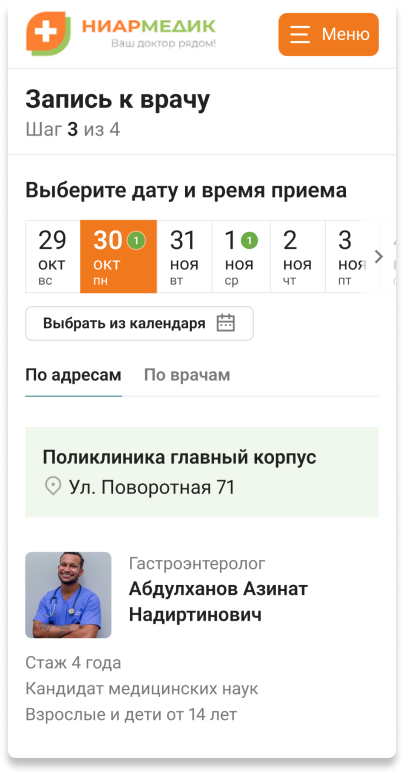 НИАРМЕДИК
Ваш доктор рядом!
Меню
Запись к врачу
Шаг 3 из 4
Выберите дату и время приема
29 30 1 31 1 1 2 3
окт окт ноя ноя ноя ноя
вс пн вт ср чт пт
Выбрать из календаря
По адресам По врачам
Поликлиника главный корпус
Ул. Поворотная 71
Гастроэнтеролог
Абдулханов Азинат
Надиртинович
Стаж 4 года
Кандидат медицинских наук
Взрослые и дети от 14 лет